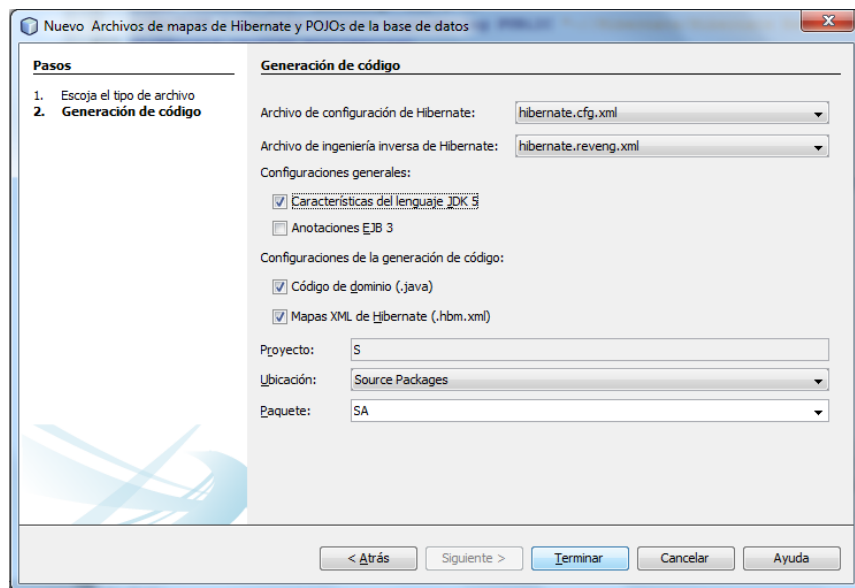 Nuevo Archivos de mapas de Hibernate y POJOs de la base de datos
Pasos
1. Escoja el tipo de archivo
2. Generación de código
Generación de código
Archivo de configuración de Hibernate: hibernate.cfg.xml
Archivo de ingeniería inversa de Hibernate: hibernate.reveng.xml
Configuraciones generales:
Características del lenguaje JDK 5
Anotaciones EJB 3
Configuraciones de la generación de código:
Código de dominio (.java)
Mapas XML de Hibernate (.hbm.xml)
Proyecto: S
Ubicación: Source Packages
Paquete: SA
< Atrás Siguiente > Terminar Cancelar Ayuda